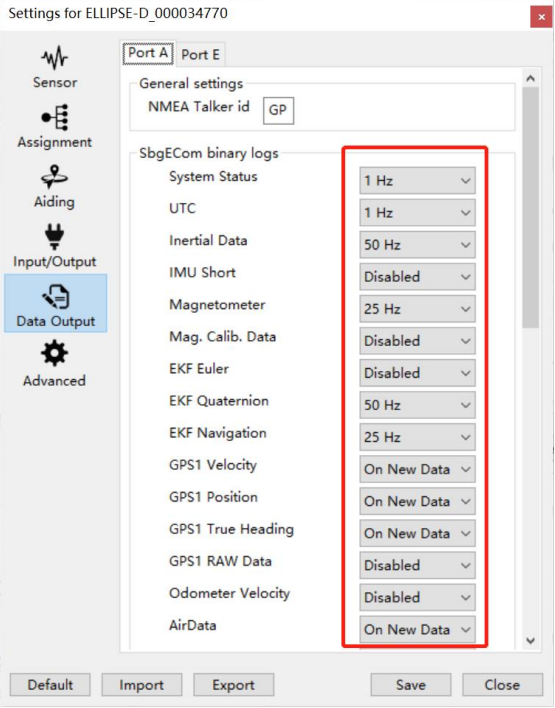 Settings for ELLIPSE-D_000034770
×
Sensor
Assignment
Aiding
Input/Output
Data Output
Advanced
Port A Port E
General settings
NMEA Talker id GP
SbgECom binary logs
System Status 1 Hz
UTC 1 Hz
Inertial Data 50 Hz
IMU Short Disabled
Magnetometer 25 Hz
Mag. Calib. Data Disabled
EKF Euler Disabled
EKF Quaternion 50 Hz
EKF Navigation 25 Hz
GPS1 Velocity On New Data
GPS1 Position On New Data
GPS1 True Heading On New Data
GPS1 RAW Data Disabled
Odometer Velocity Disabled
AirData On New Data
Default Import Export Save Close